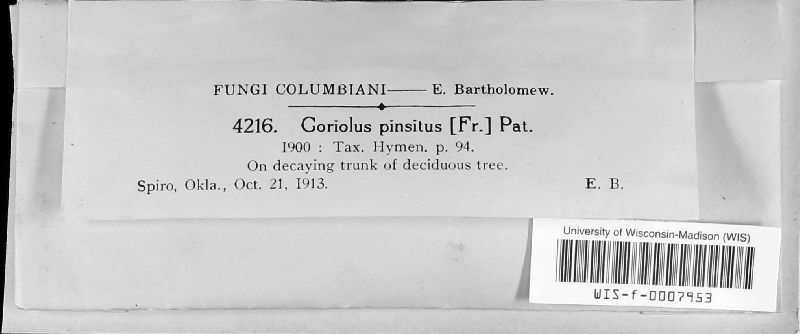 FUNGI COLUMBIANI—— E. Bartholomew.
4216. Coriolus pinsitus [Fr.] Pat.
1900 : Tax. Hymen. p. 94.
On decaying trunk of deciduous tree.
Spiro, Okla., Oct. 21, 1913. E. B.
University of Wisconsin-Madison (WIS)
WIS-f-0007953